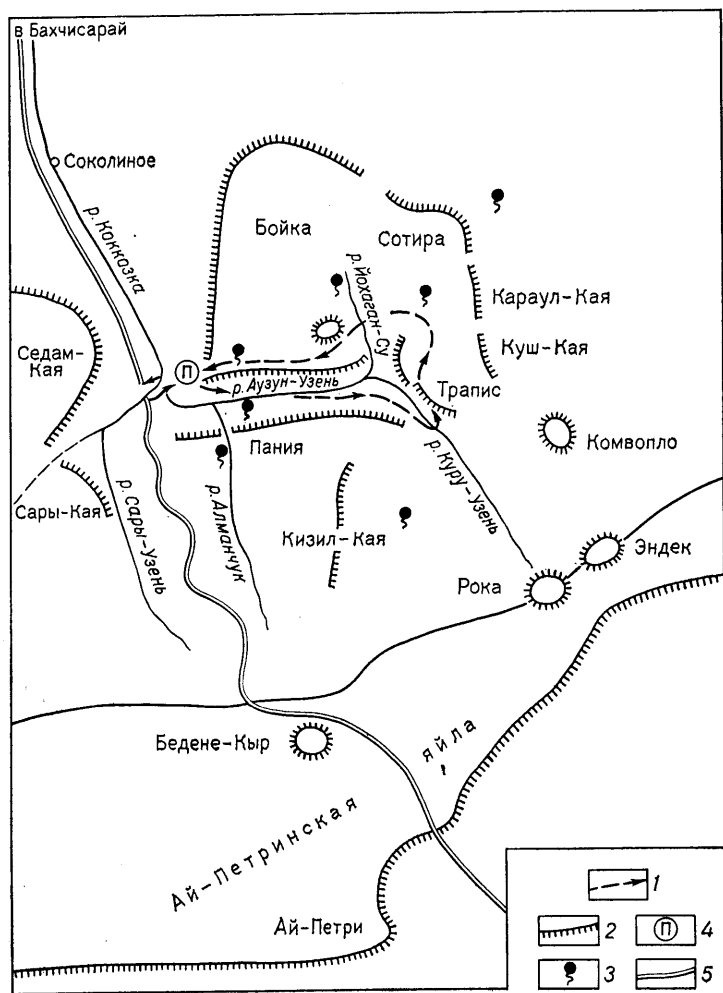 в Бахчисарай
Соколиное
р. Коккозка
Бойка
Сотира
р. Йохаган-Су
Караул-Кая
Седам-
Кая
Куш-Кая
П
р. Аузун-Узень
Трапис
Пания
Комвопло
Сары-Кая
р. Сары-Узень
р. Алманчук
Кизил-Кая
р. Куру-Узень
Эндек
Рока
Бедене-Кыр
Ай-Петринская яйла
Ай-Петри
1
2
П 4
3
5